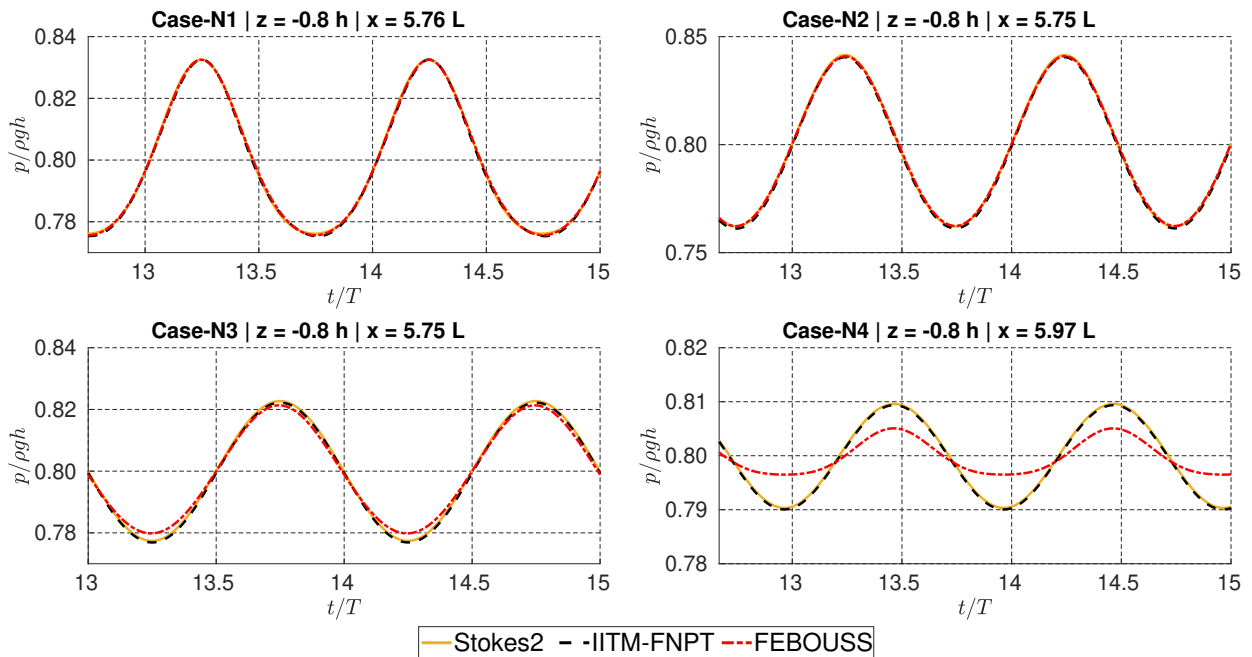 Case-N1 | z = -0.8 h | x = 5.76 L
0.84
0.82
0.80
0.78
p/ρgh
13 13.5 14 14.5 15
t/T
Case-N2 | z = -0.8 h | x = 5.75 L
0.85
0.80
0.75
p/ρgh
13 13.5 14 14.5 15
t/T
Case-N3 | z = -0.8 h | x = 5.75 L
0.84
0.82
0.80
0.78
p/ρgh
13 13.5 14 14.5 15
t/T
Case-N4 | z = -0.8 h | x = 5.97 L
0.82
0.81
0.80
0.79
0.78
p/ρgh
13 13.5 14 14.5 15
t/T
Stokes2 IITM-FNPT FEBOUSS